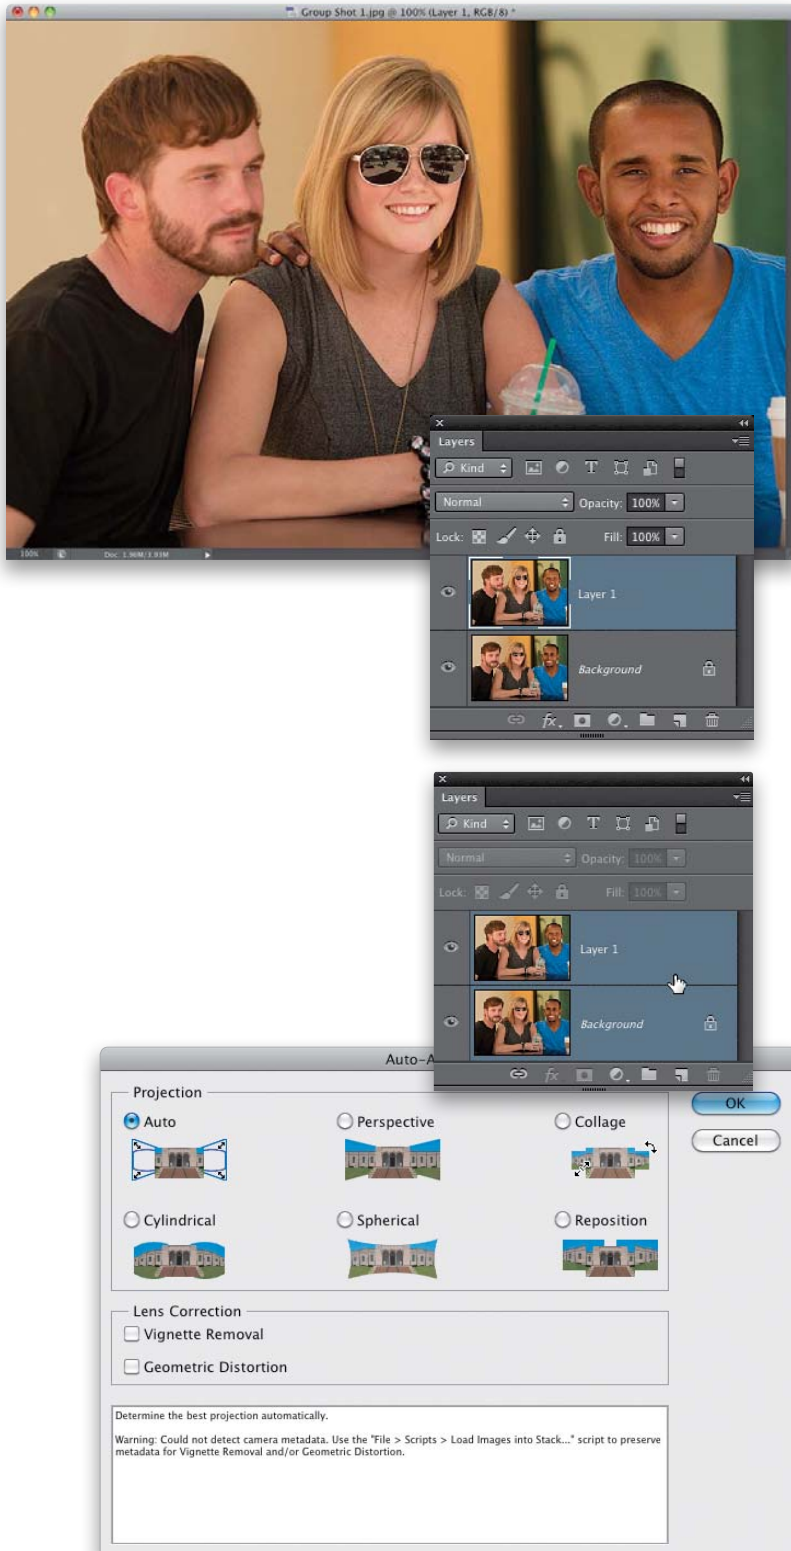 Group Shot 1.jpg @ 100% (Layer 1, RGB/8) *
100%
Doc: 1.96M/3.93M
Layers
Kind
Normal
Opacity: 100%
Lock:
Fill: 100%
Layer 1
Background
fx
Layers
Kind
Normal
Opacity: 100%
Lock:
Fill: 100%
Layer 1
Background
fx
Auto-A
Projection
Auto
Perspective
Collage
Cylindrical
Spherical
Reposition
OK
Cancel
Lens Correction
Vignette Removal
Geometric Distortion
Determine the best projection automatically.
Warning: Could not detect camera metadata. Use the "File > Scripts > Load Images into Stack..." script to preserve
metadata for Vignette Removal and/or Geometric Distortion.